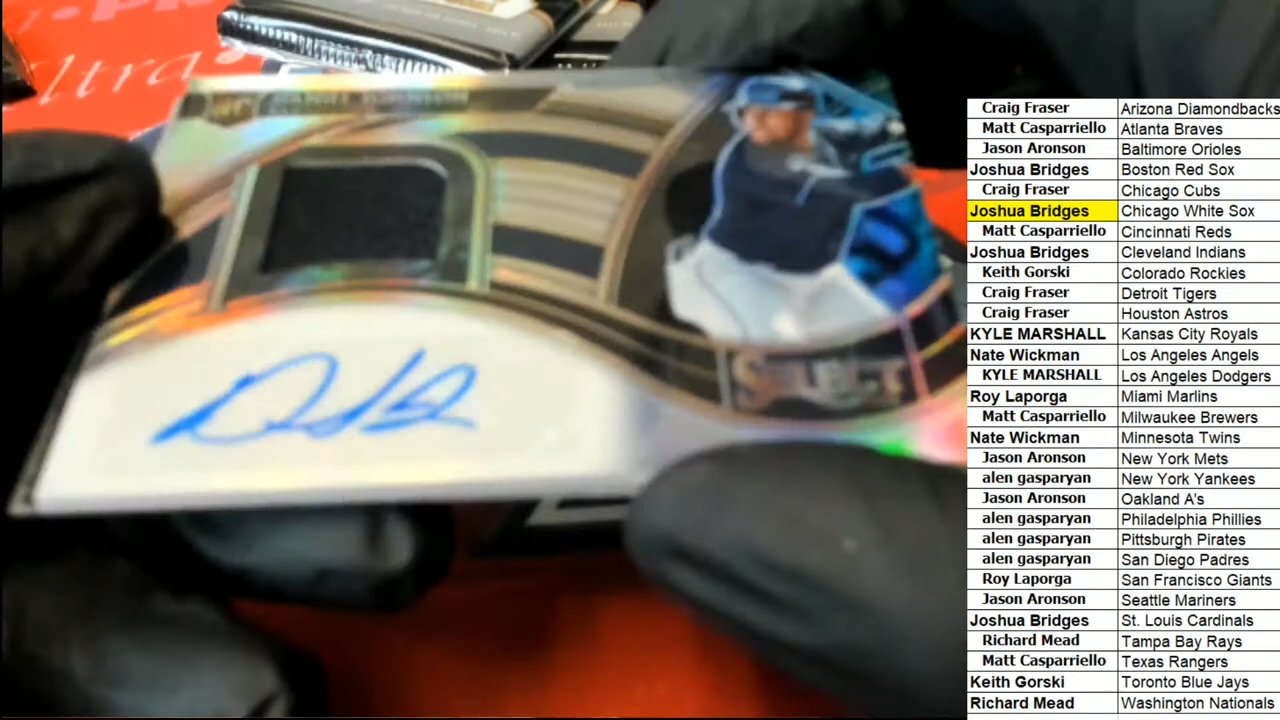 ltra
SELECT
Craig Fraser Arizona Diamondbacks
Matt Casparriello Atlanta Braves
Jason Aronson Baltimore Orioles
Joshua Bridges Boston Red Sox
Craig Fraser Chicago Cubs
Joshua Bridges Chicago White Sox
Matt Casparriello Cincinnati Reds
Joshua Bridges Cleveland Indians
Keith Gorski Colorado Rockies
Craig Fraser Detroit Tigers
Craig Fraser Houston Astros
KYLE MARSHALL Kansas City Royals
Nate Wickman Los Angeles Angels
KYLE MARSHALL Los Angeles Dodgers
Roy Laporga Miami Marlins
Matt Casparriello Milwaukee Brewers
Nate Wickman Minnesota Twins
Jason Aronson New York Mets
alen gasparyan New York Yankees
Jason Aronson Oakland A's
alen gasparyan Philadelphia Phillies
alen gasparyan Pittsburgh Pirates
alen gasparyan San Diego Padres
Roy Laporga San Francisco Giants
Jason Aronson Seattle Mariners
Joshua Bridges St. Louis Cardinals
Richard Mead Tampa Bay Rays
Matt Casparriello Texas Rangers
Keith Gorski Toronto Blue Jays
Richard Mead Washington Nationals